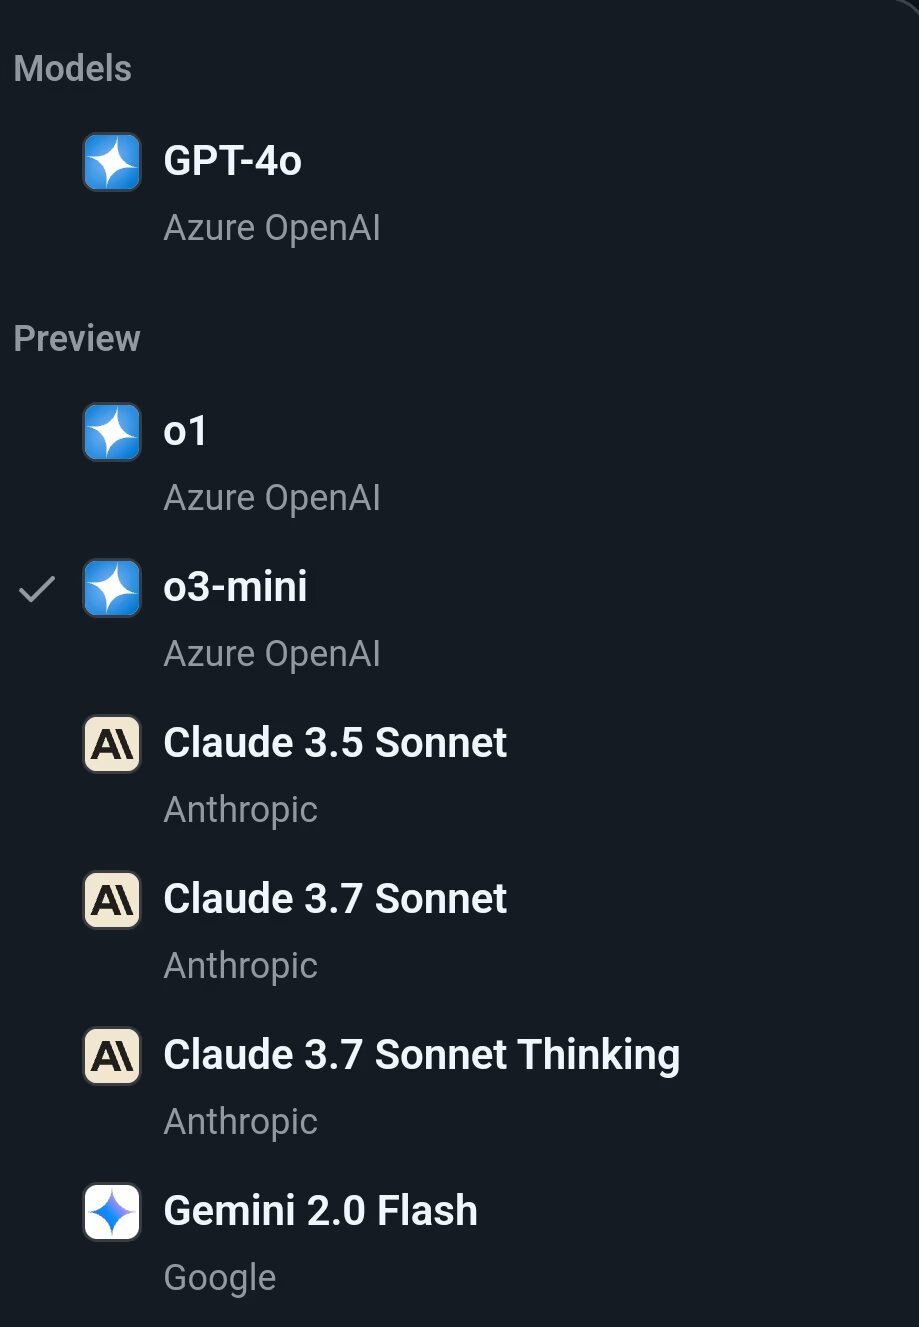 Models
GPT-4o
Azure OpenAI
Preview
o1
Azure OpenAI
o3-mini
Azure OpenAI
Claude 3.5 Sonnet
Anthropic
Claude 3.7 Sonnet
Anthropic
Claude 3.7 Sonnet Thinking
Anthropic
Gemini 2.0 Flash
Google